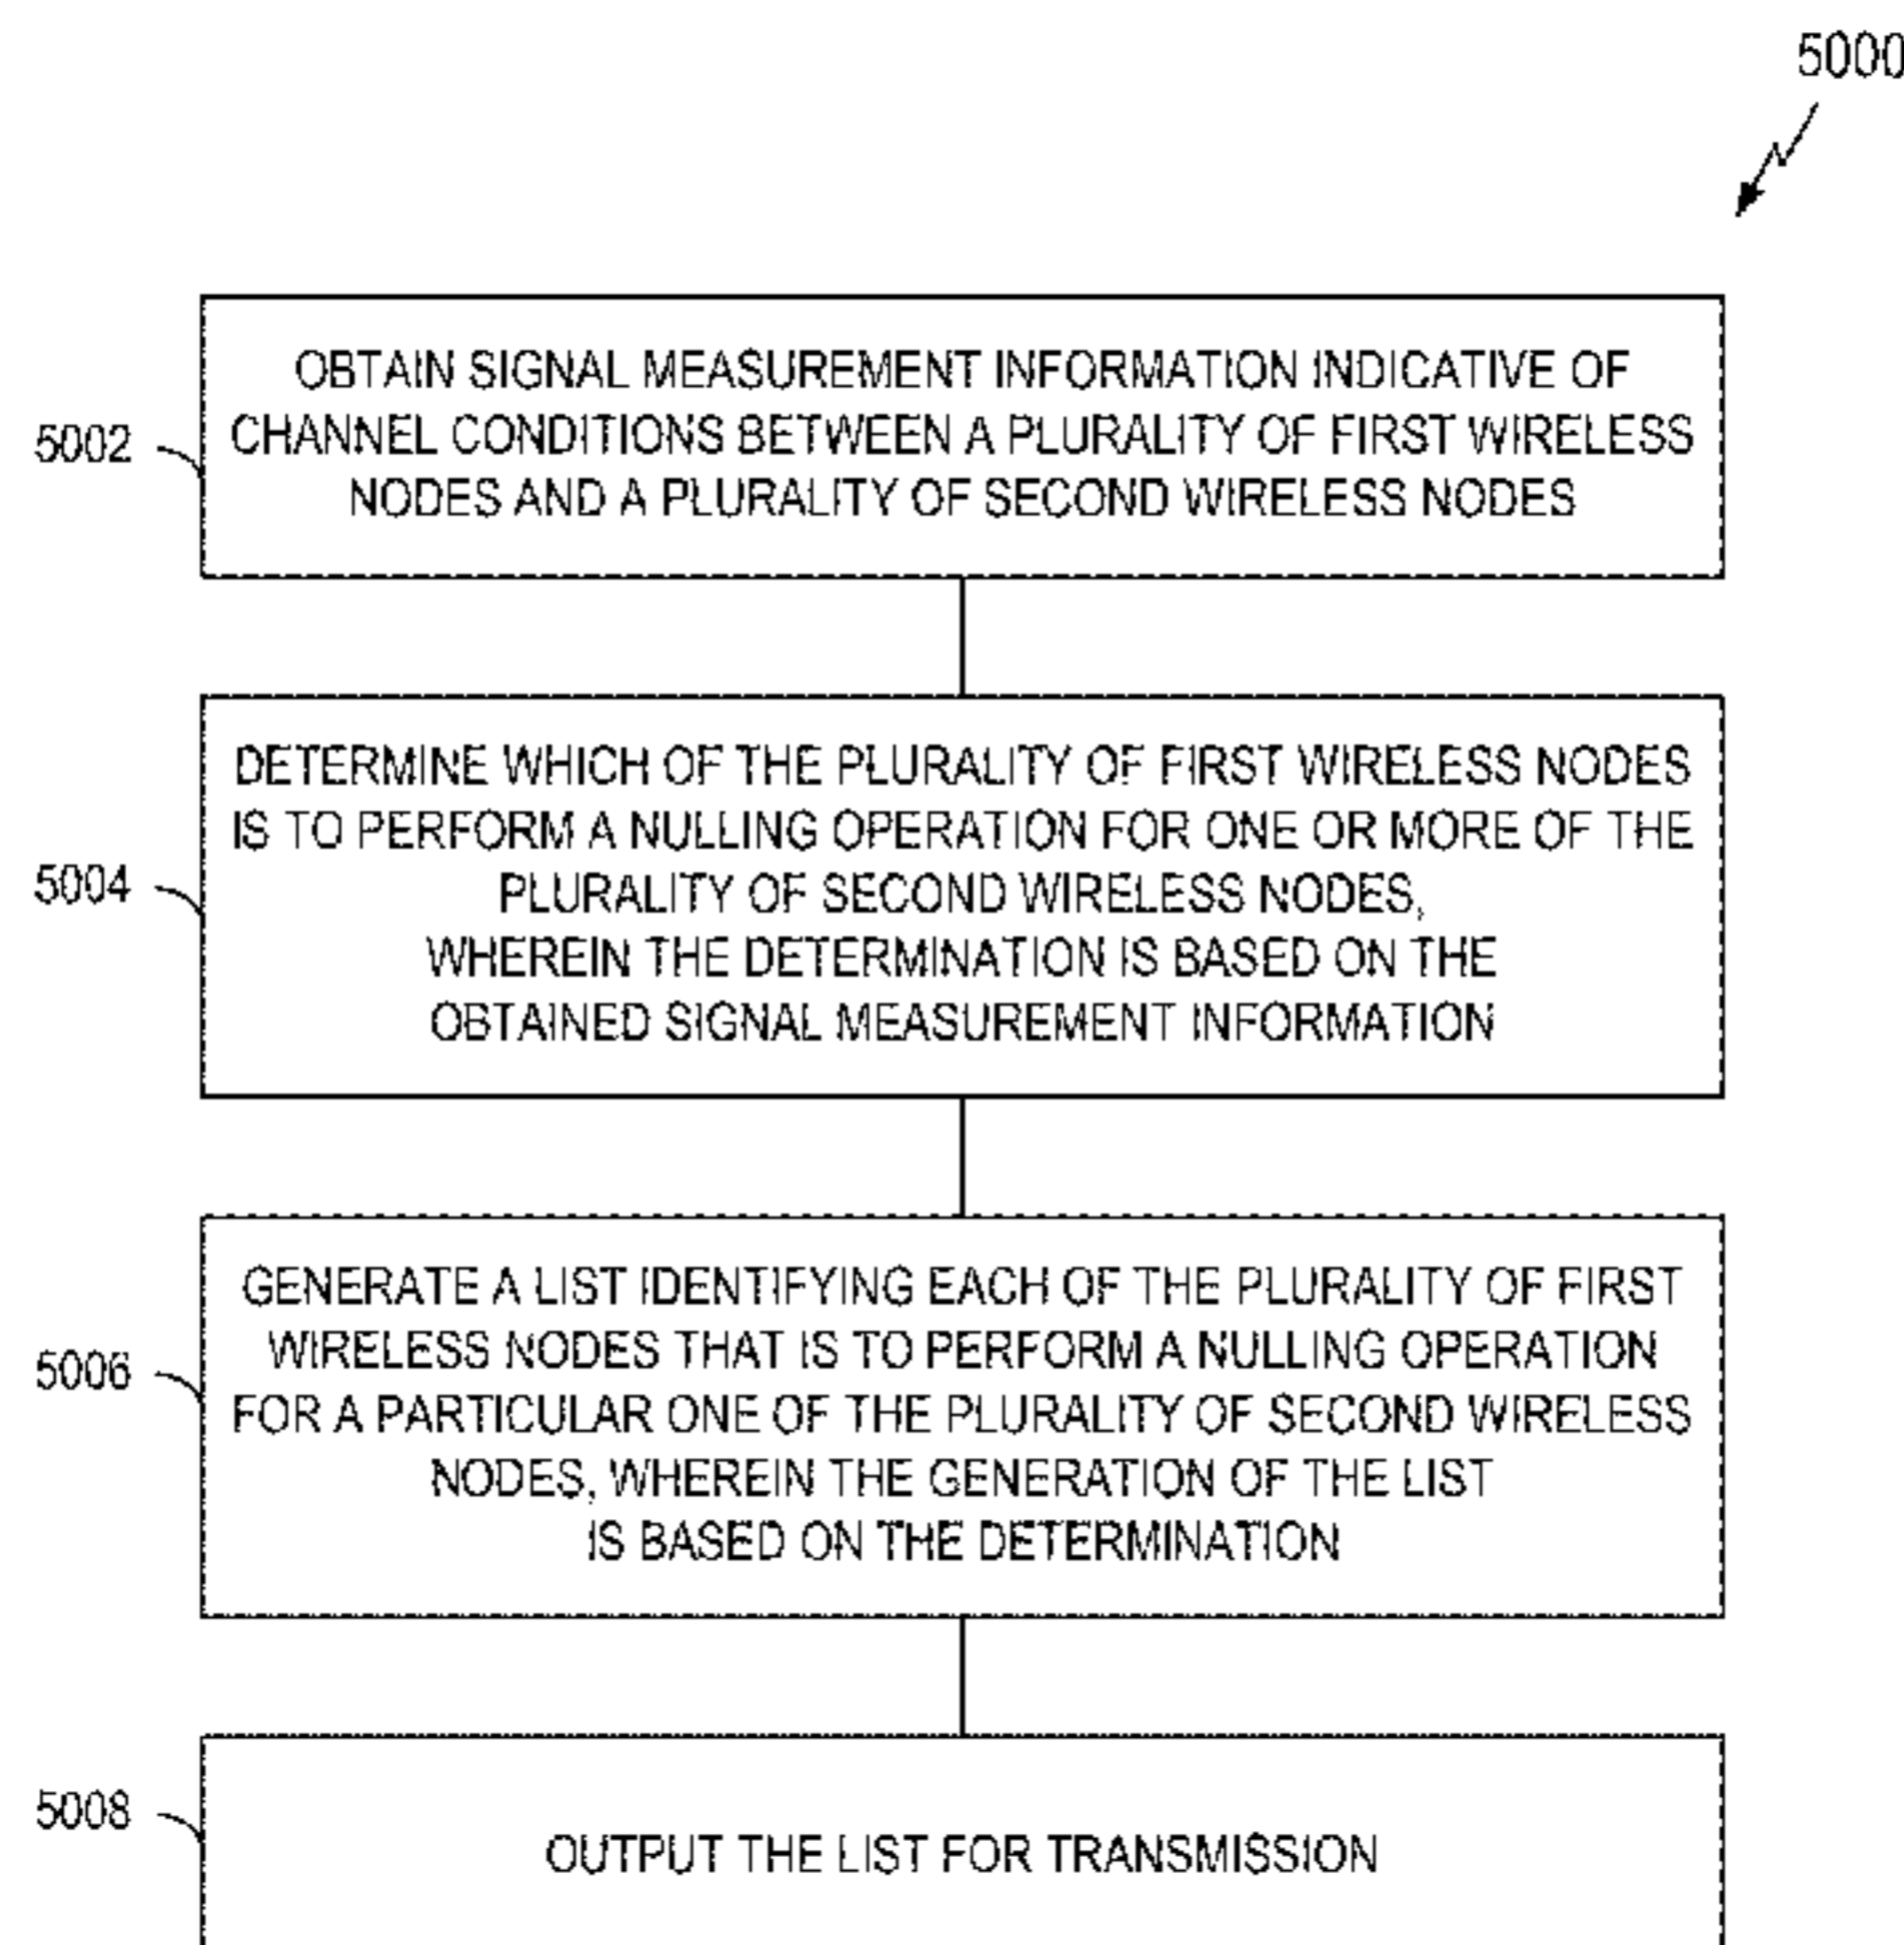 5000
OBTAIN SIGNAL MEASUREMENT INFORMATION INDICATIVE OF
CHANNEL CONDITIONS BETWEEN A PLURALITY OF FIRST WIRELESS
NODES AND A PLURALITY OF SECOND WIRELESS NODES
5002
DETERMINE WHICH OF THE PLURALITY OF FIRST WIRELESS NODES
IS TO PERFORM A NULLING OPERATION FOR ONE OR MORE OF THE
PLURALITY OF SECOND WIRELESS NODES,
WHEREIN THE DETERMINATION IS BASED ON THE
OBTAINED SIGNAL MEASUREMENT INFORMATION
5004
GENERATE A LIST IDENTIFYING EACH OF THE PLURALITY OF FIRST
WIRELESS NODES THAT IS TO PERFORM A NULLING OPERATION
FOR A PARTICULAR ONE OF THE PLURALITY OF SECOND WIRELESS
NODES, WHEREIN THE GENERATION OF THE LIST
IS BASED ON THE DETERMINATION
5006
OUTPUT THE LIST FOR TRANSMISSION
5008